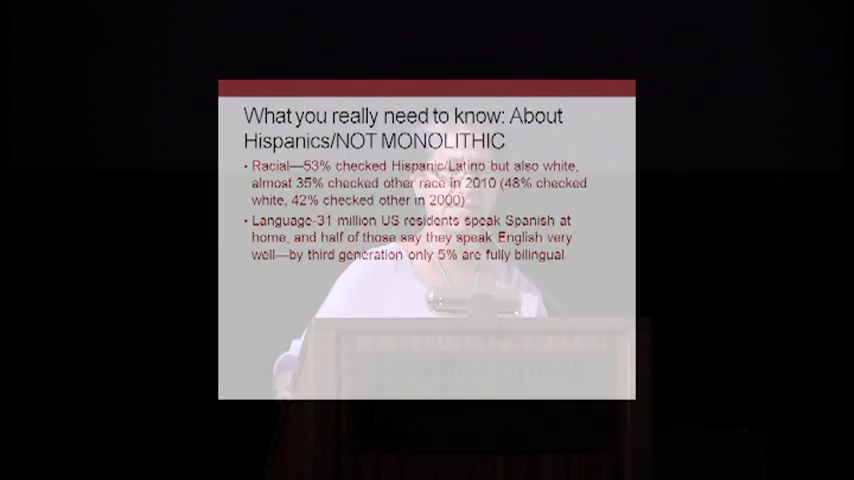 What you really need to know: About
Hispanics/NOT MONOLITHIC
• Racial—53% checked Hispanic/Latino but also white,
almost 35% checked other race in 2010 (48% checked
white, 42% checked other in 2000)
• Language-31 million US residents speak Spanish at
home, and half of those say they speak English very
well—by third generation only 5% are fully bilingual